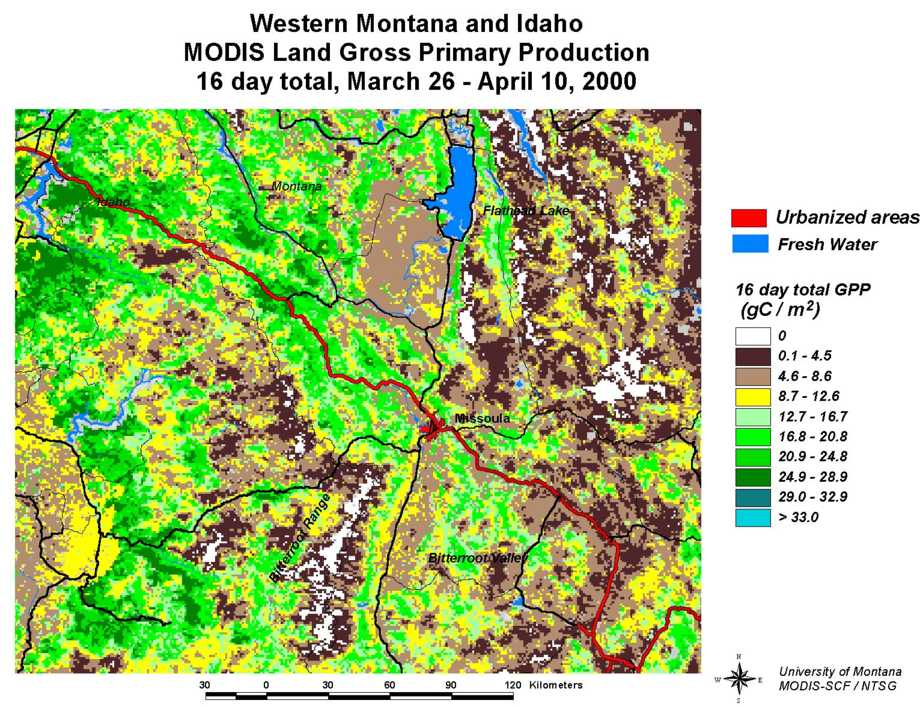 Western Montana and Idaho
MODIS Land Gross Primary Production
16 day total, March 26 - April 10, 2000
Montana
Idaho
Flathead Lake
Missoula
Bitterroot Range
Bitterroot Valley
Urbanized areas
Fresh Water
16 day total GPP
(gC / m²)
0
0.1 - 4.5
4.6 - 8.6
8.7 - 12.6
12.7 - 16.7
16.8 - 20.8
20.9 - 24.8
24.9 - 28.9
29.0 - 32.9
> 33.0
30 0 30 60 90 120 Kilometers
N
W E
S
University of Montana
MODIS-SCF / NTSG